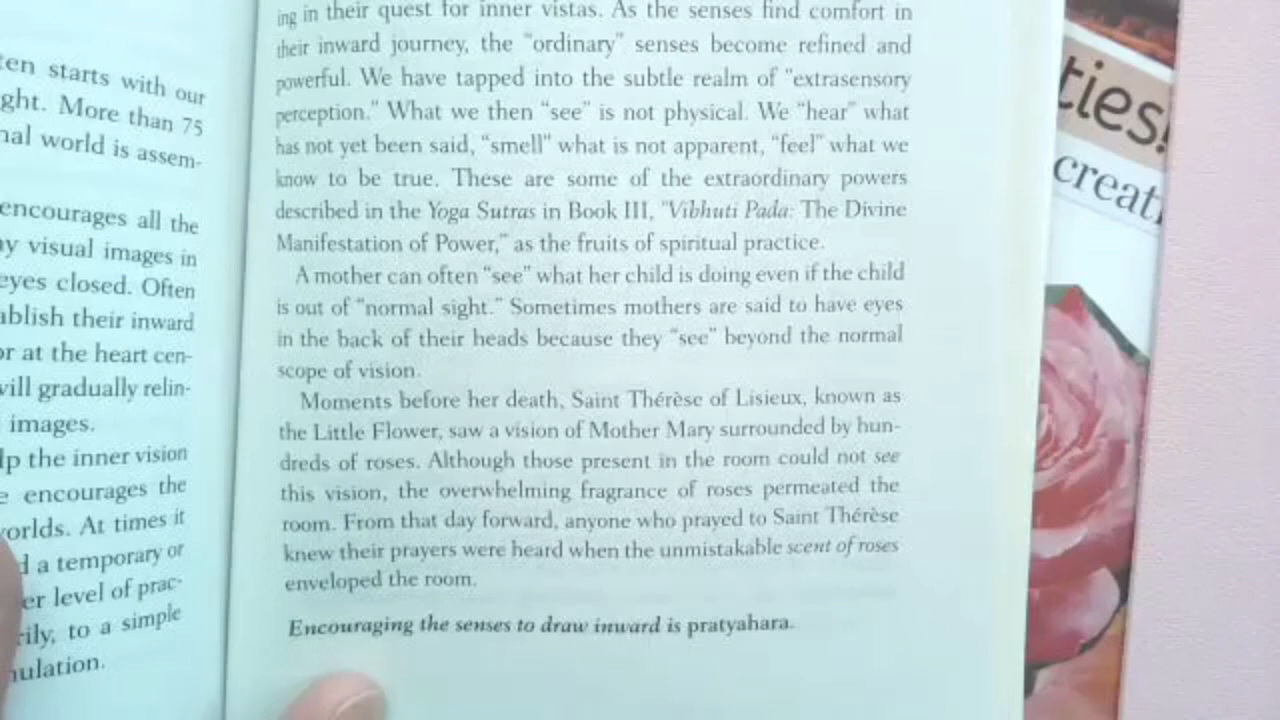 ten starts with our
ght. More than 75
nal world is assem-
encourages all the
ny visual images in
eyes closed. Often
ablish their inward
or at the heart cen-
will gradually relin-
images.
lp the inner vision
e encourages the
worlds. At times it
d a temporary or
er level of prac-
rily, to a simple
nulation.
ing in their quest for inner vistas. As the senses find comfort in
their inward journey, the “ordinary” senses become refined and
powerful. We have tapped into the subtle realm of “extrasensory
perception.” What we then “see” is not physical. We “hear” what
has not yet been said, “smell” what is not apparent, “feel” what we
know to be true. These are some of the extraordinary powers
described in the Yoga Sutras in Book III, “Vibhuti Pada: The Divine
Manifestation of Power,” as the fruits of spiritual practice.
A mother can often “see” what her child is doing even if the child
is out of “normal sight.” Sometimes mothers are said to have eyes
in the back of their heads because they “see” beyond the normal
scope of vision.
Moments before her death, Saint Thérèse of Lisieux, known as
the Little Flower, saw a vision of Mother Mary surrounded by hun-
dreds of roses. Although those present in the room could not see
this vision, the overwhelming fragrance of roses permeated the
room. From that day forward, anyone who prayed to Saint Thérèse
knew their prayers were heard when the unmistakable scent of roses
enveloped the room.
Encouraging the senses to draw inward is pratyahara.
ties!
creati